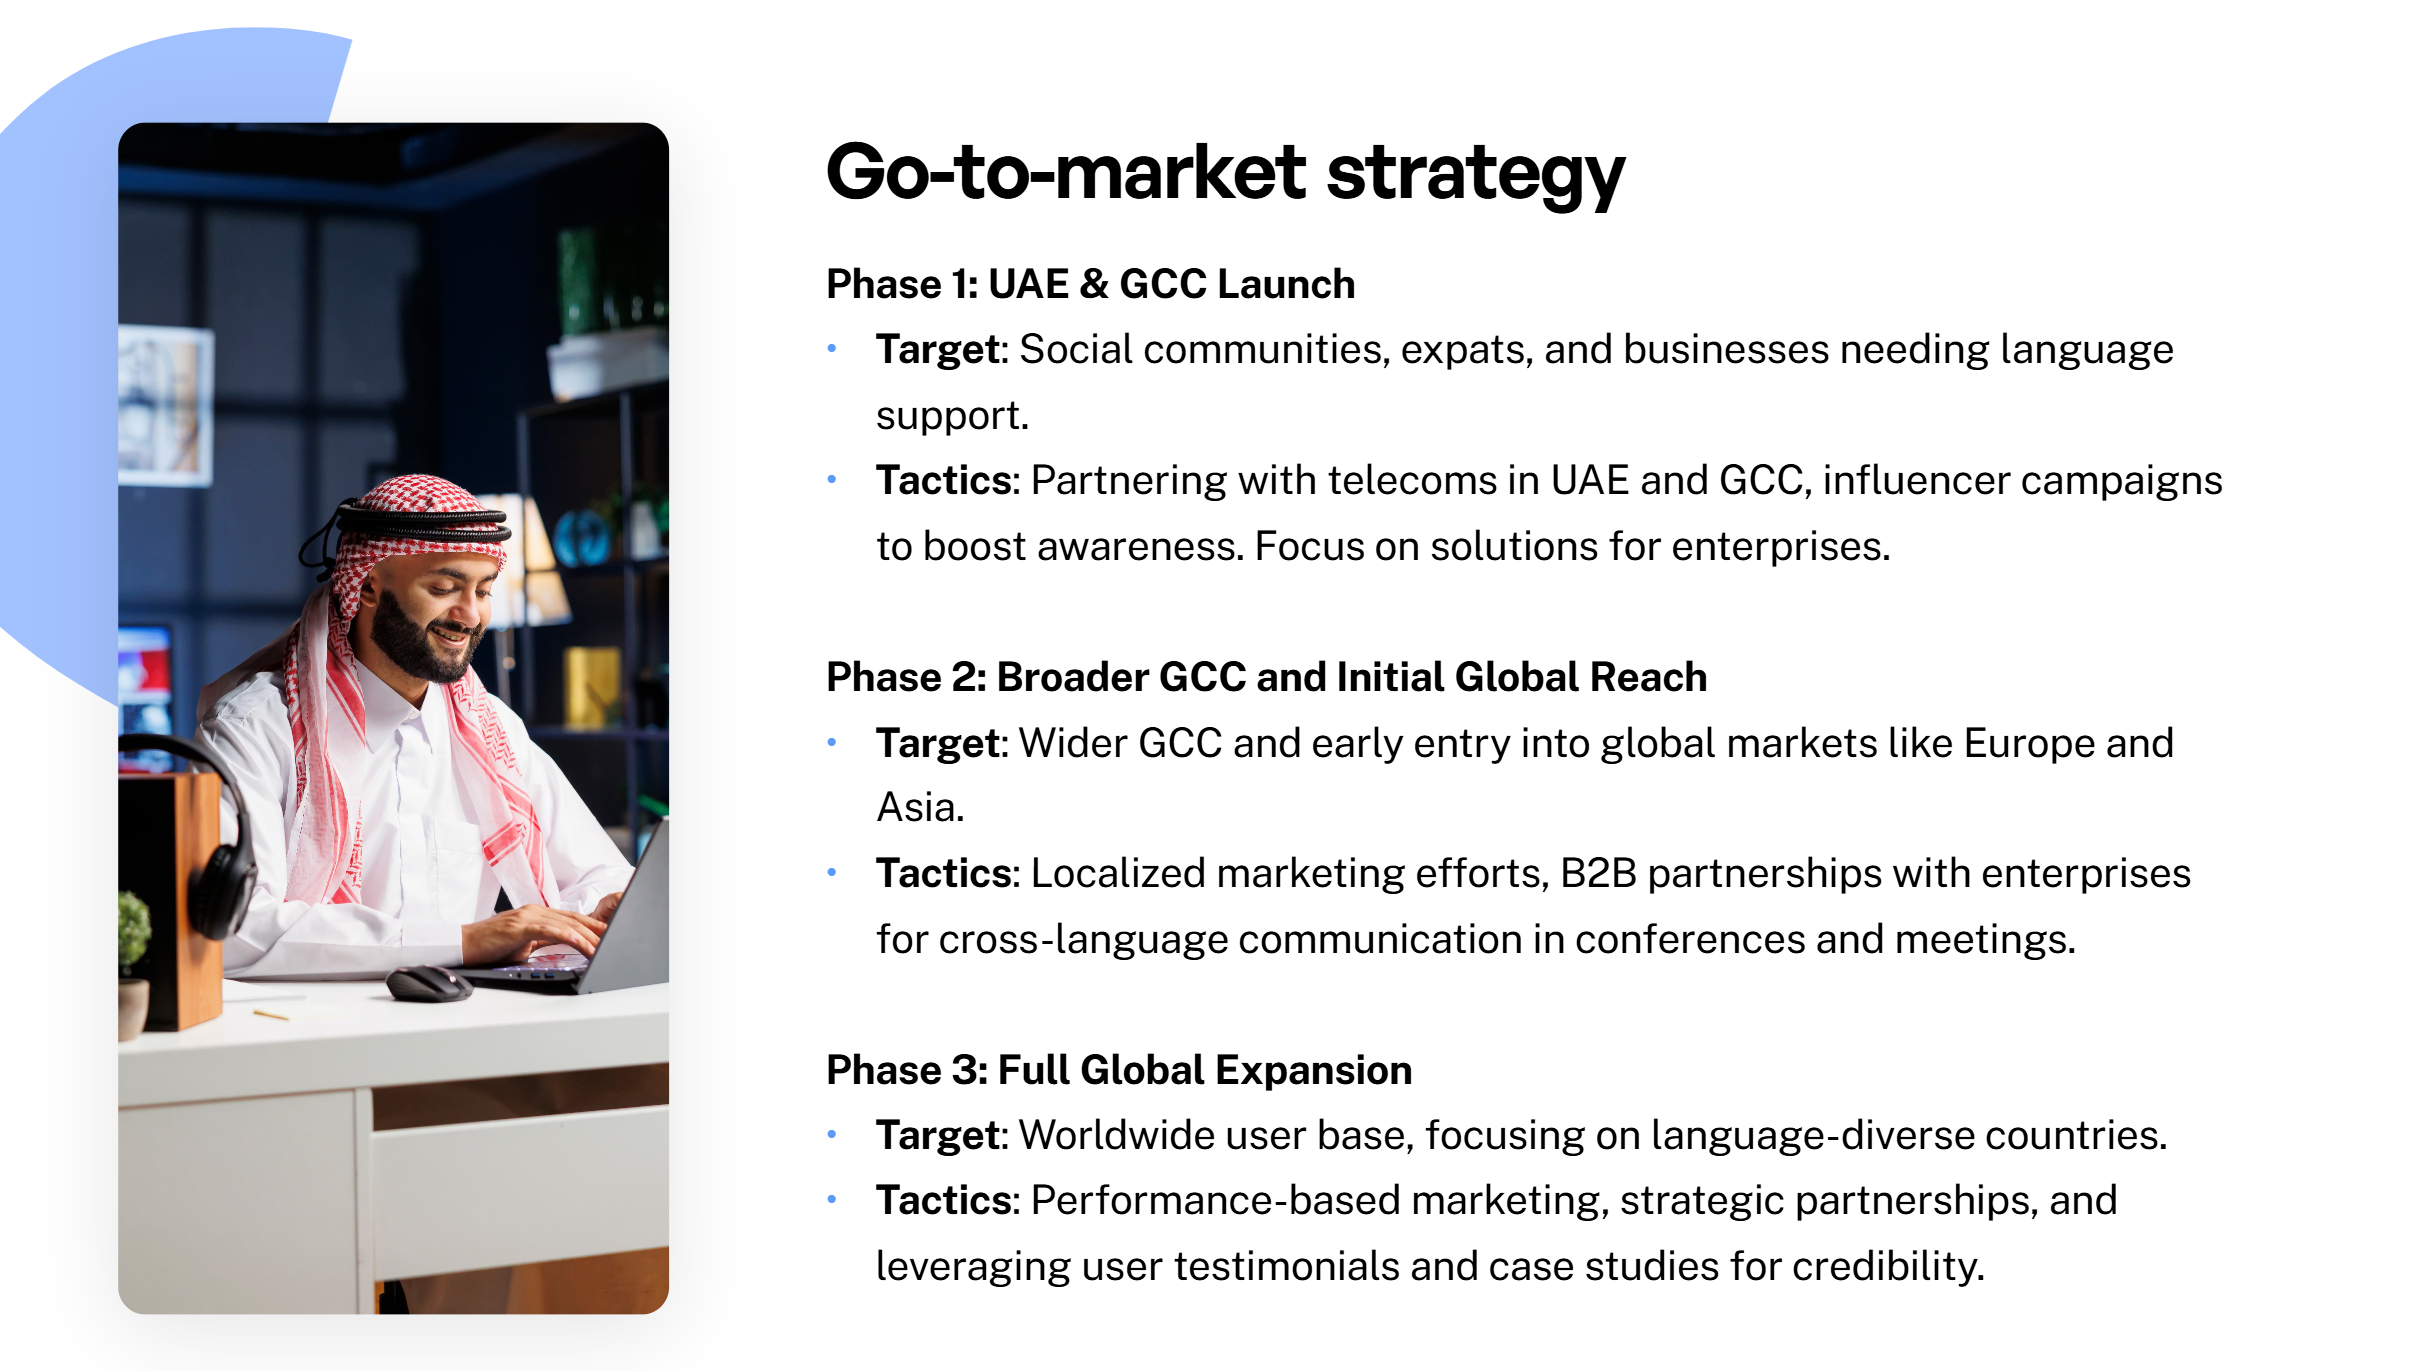 Go-to-market strategy
Phase 1: UAE & GCC Launch
• Target: Social communities, expats, and businesses needing language
support.
• Tactics: Partnering with telecoms in UAE and GCC, influencer campaigns
to boost awareness. Focus on solutions for enterprises.
Phase 2: Broader GCC and Initial Global Reach
• Target: Wider GCC and early entry into global markets like Europe and
Asia.
• Tactics: Localized marketing efforts, B2B partnerships with enterprises
for cross-language communication in conferences and meetings.
Phase 3: Full Global Expansion
• Target: Worldwide user base, focusing on language-diverse countries.
• Tactics: Performance-based marketing, strategic partnerships, and
leveraging user testimonials and case studies for credibility.